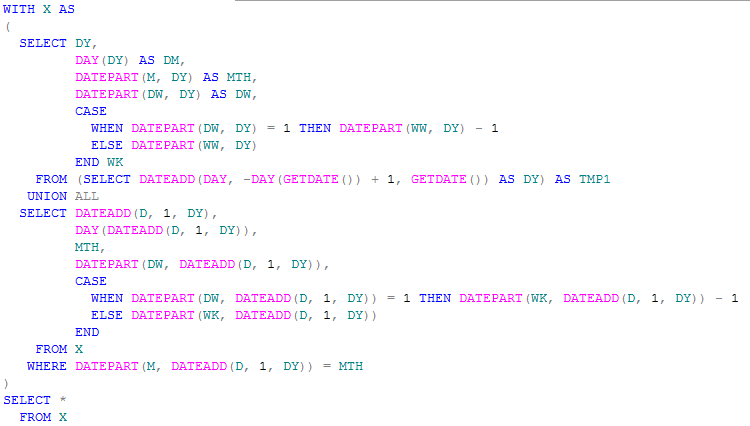 WITH X AS
(
  SELECT DY,
         DAY(DY) AS DM,
         DATEPART(M, DY) AS MTH,
         DATEPART(DW, DY) AS DW,
         CASE
           WHEN DATEPART(DW, DY) = 1 THEN DATEPART(WW, DY) - 1
           ELSE DATEPART(WW, DY)
         END WK
    FROM (SELECT DATEADD(DAY, -DAY(GETDATE()) + 1, GETDATE()) AS DY) AS TMP1
   UNION ALL
  SELECT DATEADD(D, 1, DY),
         DAY(DATEADD(D, 1, DY)),
         MTH,
         DATEPART(DW, DATEADD(D, 1, DY)),
         CASE
           WHEN DATEPART(DW, DATEADD(D, 1, DY)) = 1 THEN DATEPART(WK, DATEADD(D, 1, DY)) - 1
           ELSE DATEPART(WK, DATEADD(D, 1, DY))
         END
    FROM X
   WHERE DATEPART(M, DATEADD(D, 1, DY)) = MTH
)
SELECT *
  FROM X